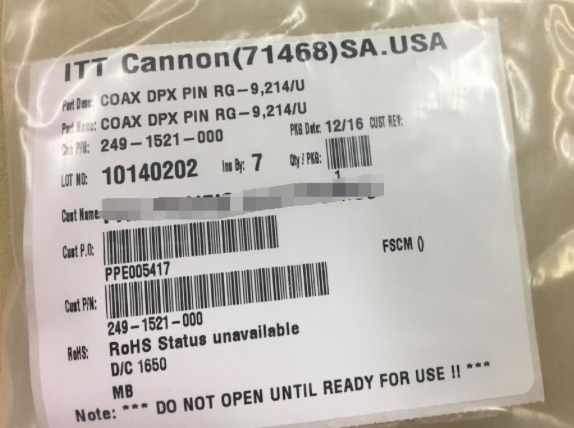 ITT Cannon(71468)SA.USA
Part Desc: COAX DPX PIN RG-9,214/U
Part Name: COAX DPX PIN RG-9,214/U
Can P/N: 249-1521-000 PKG Date: 12/16 CUST REV:
LOT NO: 10140202 Ins By: 7 Qty / PKG:
1
Cust Name:
Cust P.O: FSCM ()
PPE005417
Cust P/N:
249-1521-000
RoHS: RoHS Status unavailable
D/C 1650
MB
Note: *** DO NOT OPEN UNTIL READY FOR USE !! ***